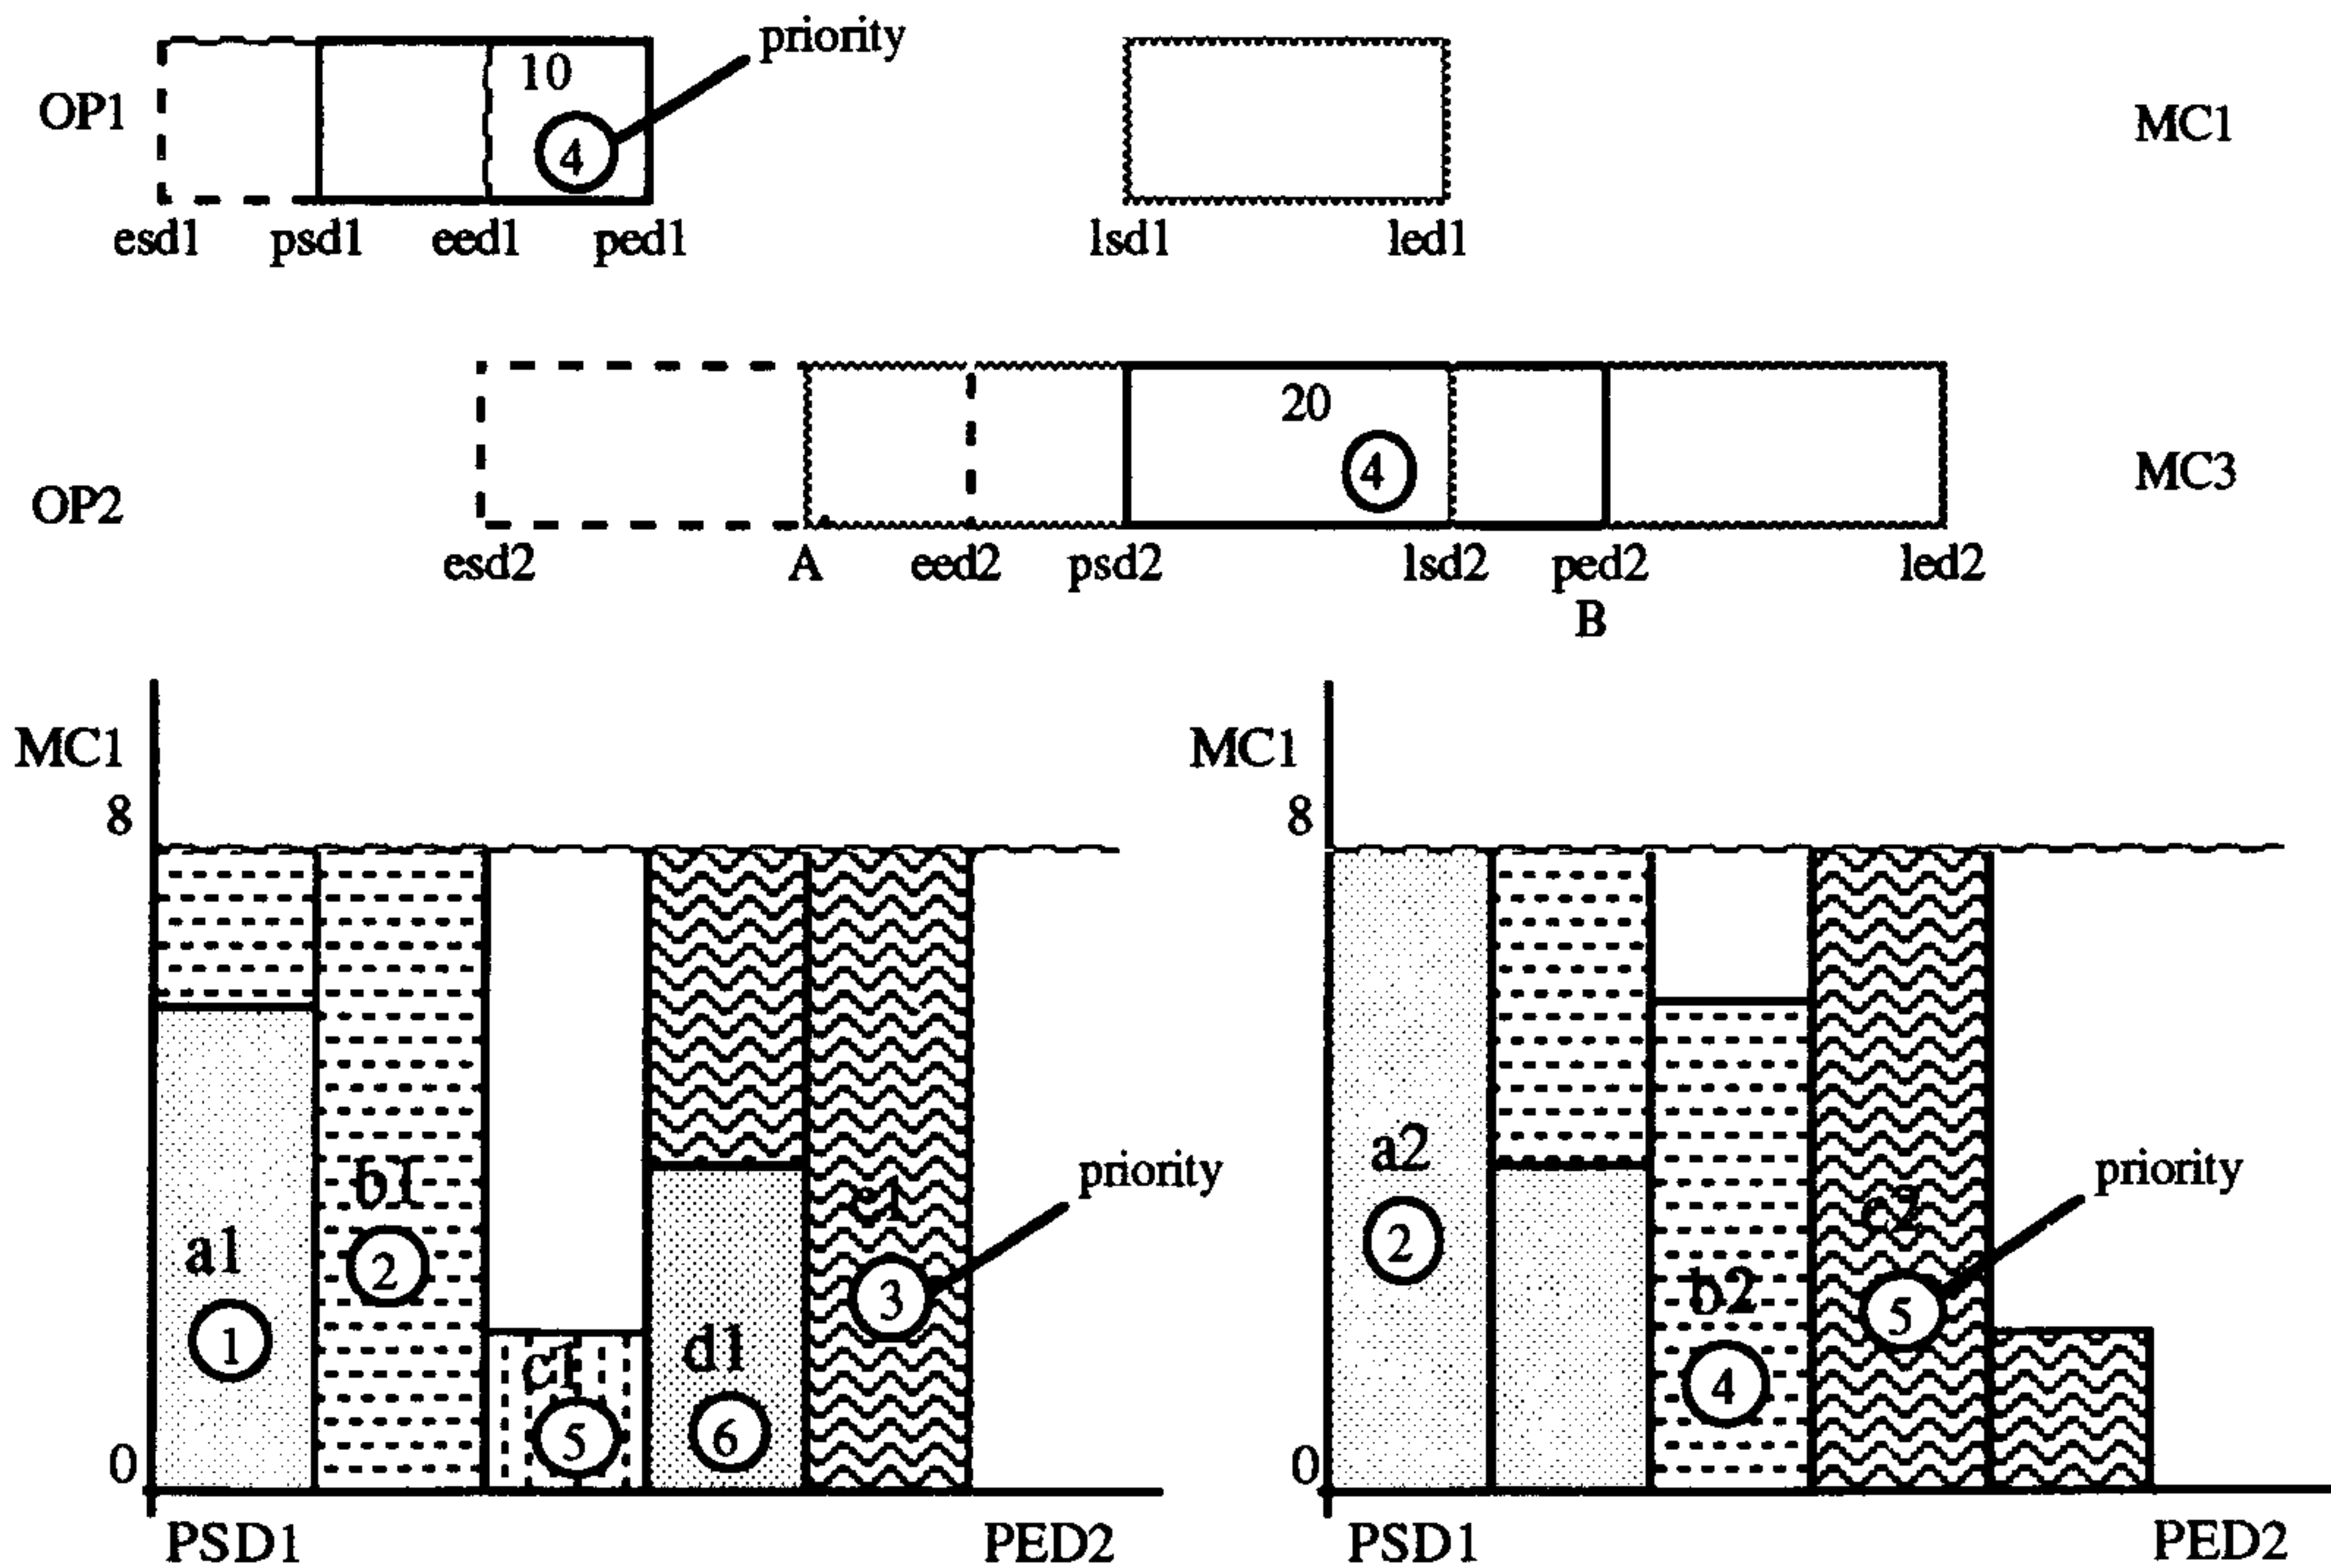 priority
10
OP1
4
MC1
esd1 psd1 eed1 ped1 lsd1 led1
20
4
OP2
MC3
esd2 A eed2 psd2 lsd2 ped2 led2
B
MC1
8
a1
1
b1
2
c1
5
d1
6
e1
3
priority
0
PSD1 PED2
MC1
8
a2
2
b2
4
5
priority
0
PSD1 PED2